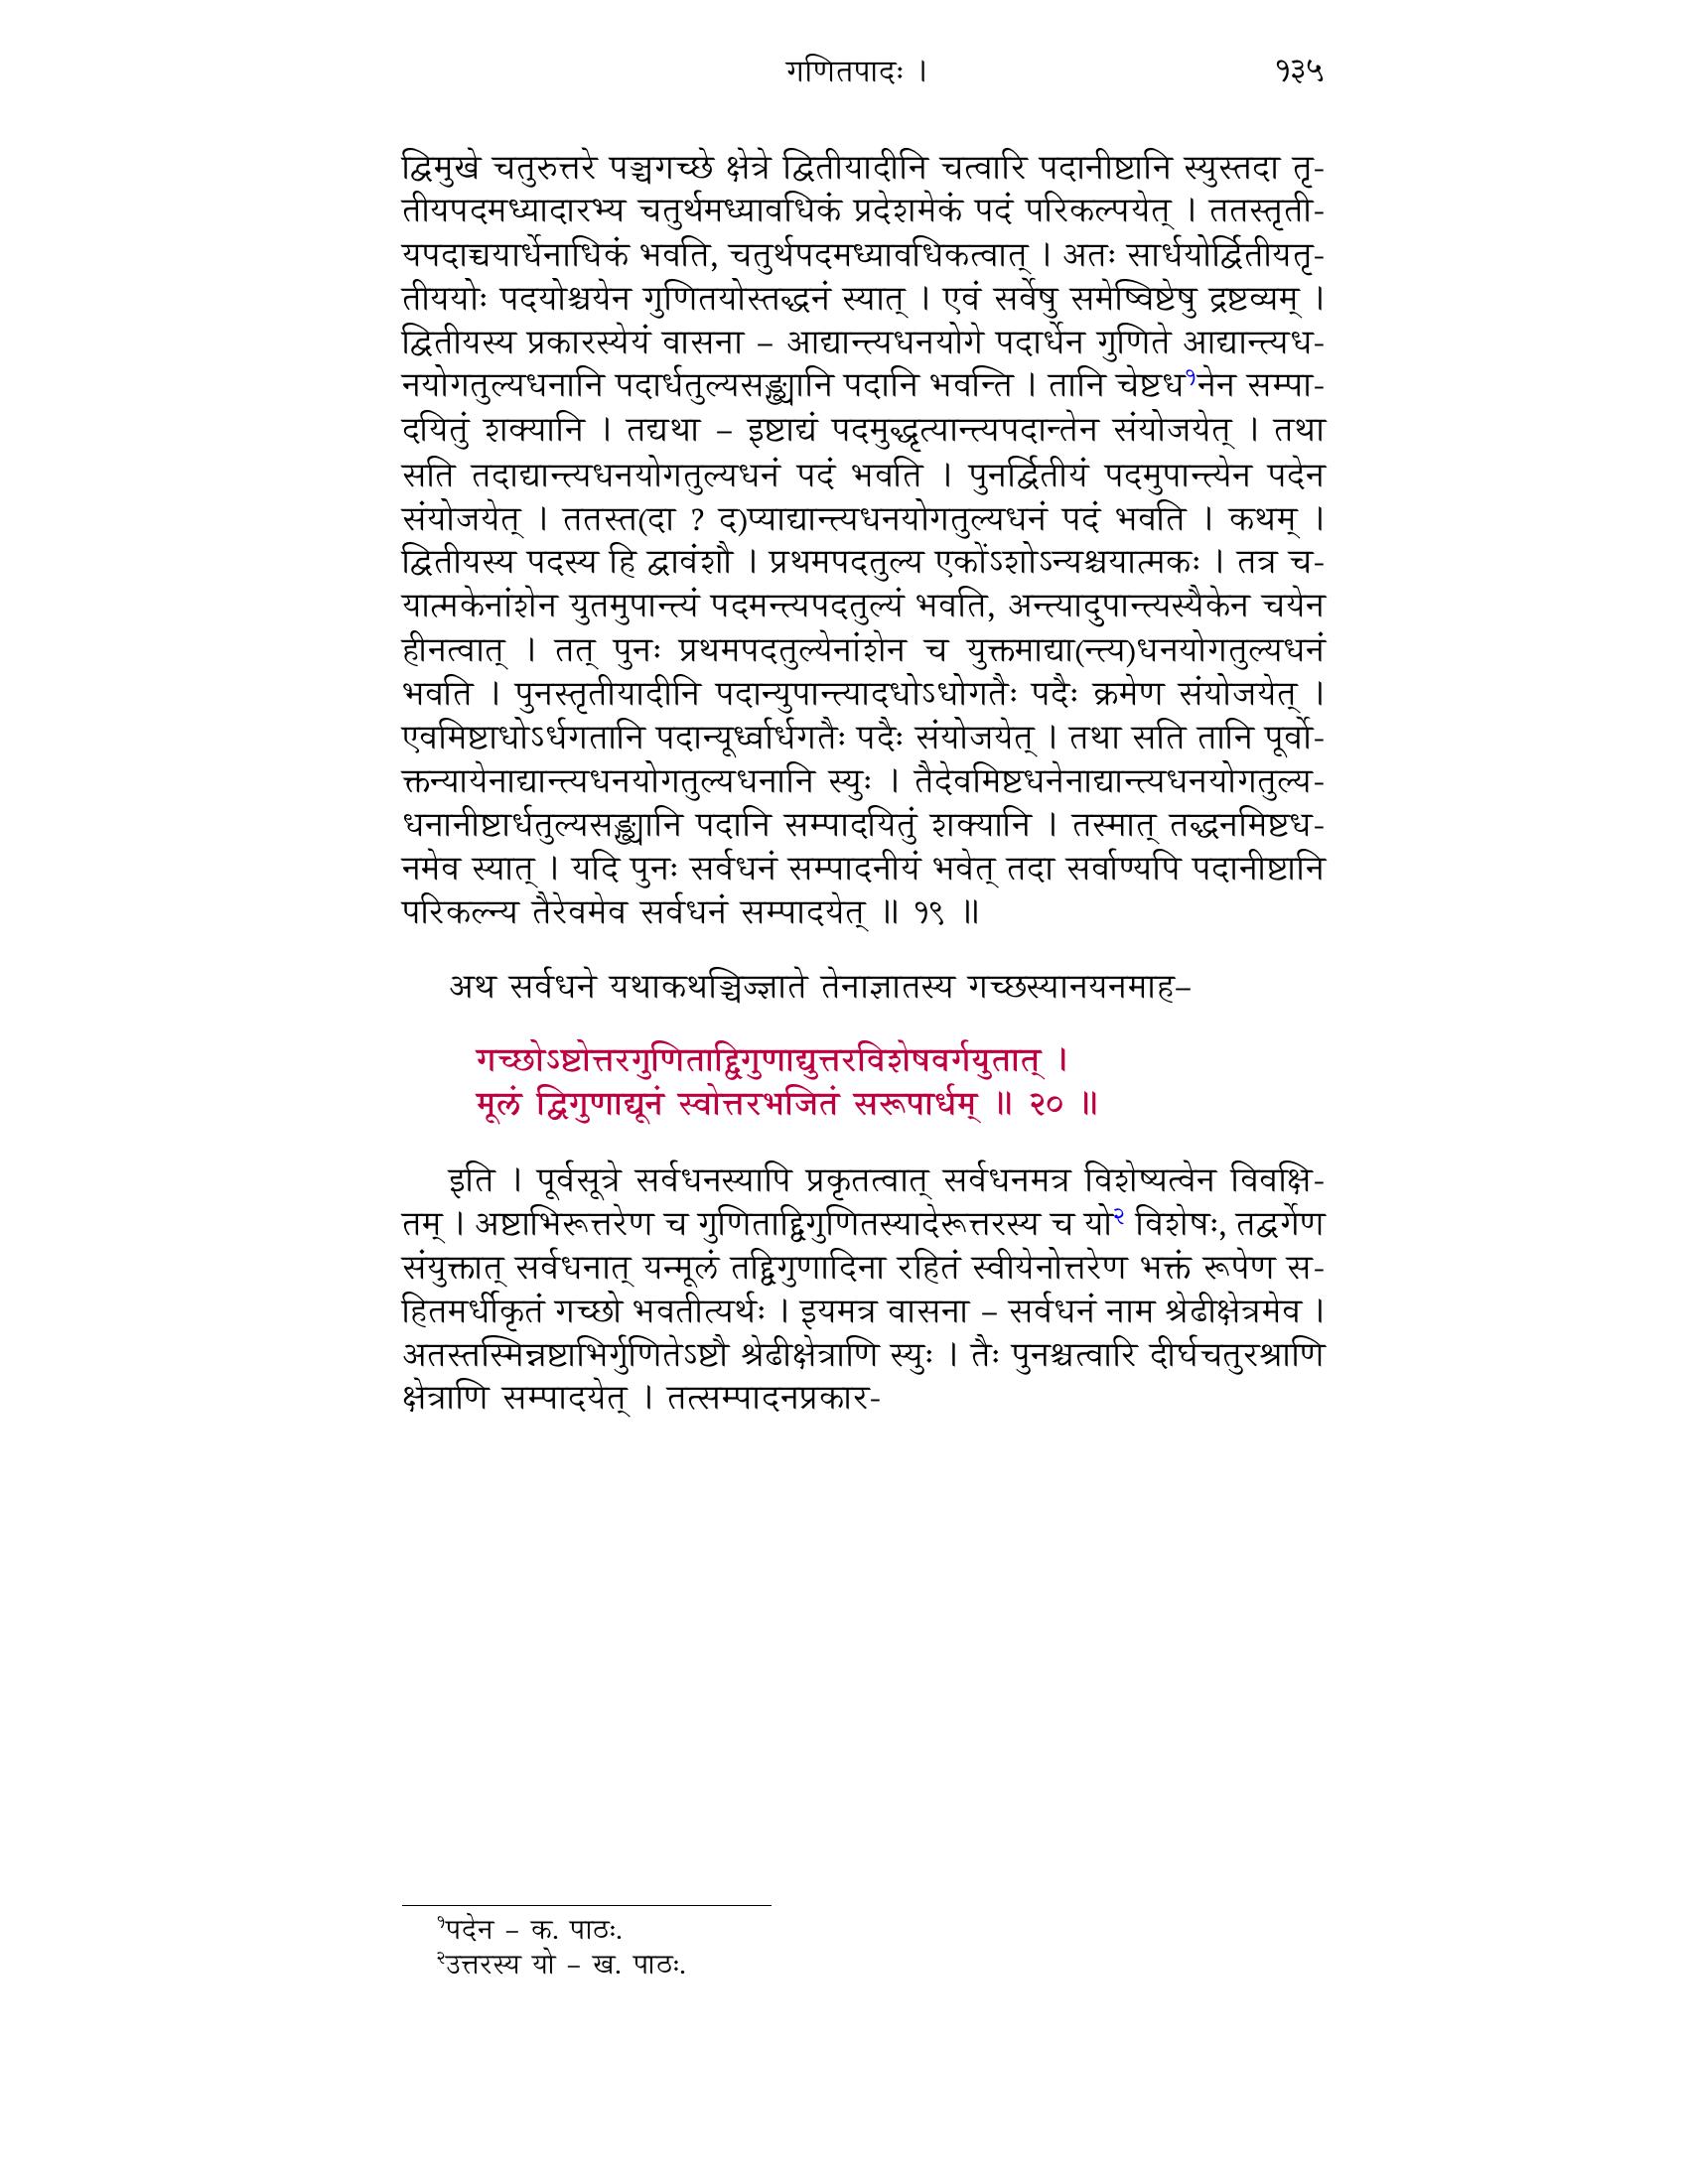 गणितपादः । १३५
द्विमुखे चतुरुत्तरे पञ्चगच्छे क्षेत्रे द्वितीयादीनि चत्वारि पदानीष्टानि स्युस्तदा तृ-
तीयपदमध्यादारभ्य चतुर्थमध्यावधिकं प्रदेशमेकं पदं परिकल्पयेत् । ततस्तृती-
यपदाच्चयार्धेनाधिकं भवति, चतुर्थपदमध्यावधिकत्वात् । अतः सार्धयोर्द्वितीयतृ-
तीययोः पदयोश्चयेन गुणितयोस्तद्धनं स्यात् । एवं सर्वेषु समेष्विष्टेषु द्रष्टव्यम् ।
द्वितीयस्य प्रकारस्येयं वासना – आद्यान्त्यधनयोगे पदार्धेन गुणिते आद्यान्त्यध-
नयोगतुल्यधनानि पदार्धतुल्यसङ्ख्यानि पदानि भवन्ति । तानि चेष्टध१नेन सम्पा-
दयितुं शक्यानि । तद्यथा – इष्टाद्यं पदमुद्धृत्यान्त्यपदान्तेन संयोजयेत् । तथा
सति तदाद्यान्त्यधनयोगतुल्यधनं पदं भवति । पुनर्द्वितीयं पदमुपान्त्येन पदेन
संयोजयेत् । ततस्त(दा ? द)प्याद्यान्त्यधनयोगतुल्यधनं पदं भवति । कथम् ।
द्वितीयस्य पदस्य हि द्वावंशौ । प्रथमपदतुल्य एकोंऽशोऽन्यश्चयात्मकः । तत्र च-
यात्मकेनांशेन युतमुपान्त्यं पदमन्त्यपदतुल्यं भवति, अन्त्यादुपान्त्यस्यैकेन चयेन
हीनत्वात् । तत् पुनः प्रथमपदतुल्येनांशेन च युक्तमाद्या(न्त्य)धनयोगतुल्यधनं
भवति । पुनस्तृतीयादीनि पदान्युपान्त्यादधोऽधोगतैः पदैः क्रमेण संयोजयेत् ।
एवमिष्टाधोऽर्धगतानि पदान्यूर्ध्वार्धगतैः पदैः संयोजयेत् । तथा सति तानि पूर्वो-
क्तन्यायेनाद्यान्त्यधनयोगतुल्यधनानि स्युः । तैदेवमिष्टधनेनाद्यान्त्यधनयोगतुल्य-
धनानीष्टार्धतुल्यसङ्ख्यानि पदानि सम्पादयितुं शक्यानि । तस्मात् तद्धनमिष्टध-
नमेव स्यात् । यदि पुनः सर्वधनं सम्पादनीयं भवेत् तदा सर्वाण्यपि पदानीष्टानि
परिकल्न्य तैरेवमेव सर्वधनं सम्पादयेत् ॥ १९ ॥
अथ सर्वधने यथाकथञ्चिज्ज्ञाते तेनाज्ञातस्य गच्छस्यानयनमाह–
गच्छोऽष्टोत्तरगुणिताद्द्विगुणाद्युत्तरविशेषवर्गयुतात् ।
मूलं द्विगुणाद्यूनं स्वोत्तरभजितं सरूपार्धम् ॥ २० ॥
इति । पूर्वसूत्रे सर्वधनस्यापि प्रकृतत्वात् सर्वधनमत्र विशेष्यत्वेन विवक्षि-
तम् । अष्टाभिरूत्तरेण च गुणिताद्द्विगुणितस्यादेरूत्तरस्य च यो२ विशेषः, तद्वर्गेण
संयुक्तात् सर्वधनात् यन्मूलं तद्द्विगुणादिना रहितं स्वीयेनोत्तरेण भक्तं रूपेण स-
हितमर्धीकृतं गच्छो भवतीत्यर्थः । इयमत्र वासना – सर्वधनं नाम श्रेढीक्षेत्रमेव ।
अतस्तस्मिन्नष्टाभिर्गुणितेऽष्टौ श्रेढीक्षेत्राणि स्युः । तैः पुनश्चत्वारि दीर्घचतुरश्राणि
क्षेत्राणि सम्पादयेत् । तत्सम्पादनप्रकार-
१पदेन – क. पाठः.
२उत्तरस्य यो – ख. पाठः.